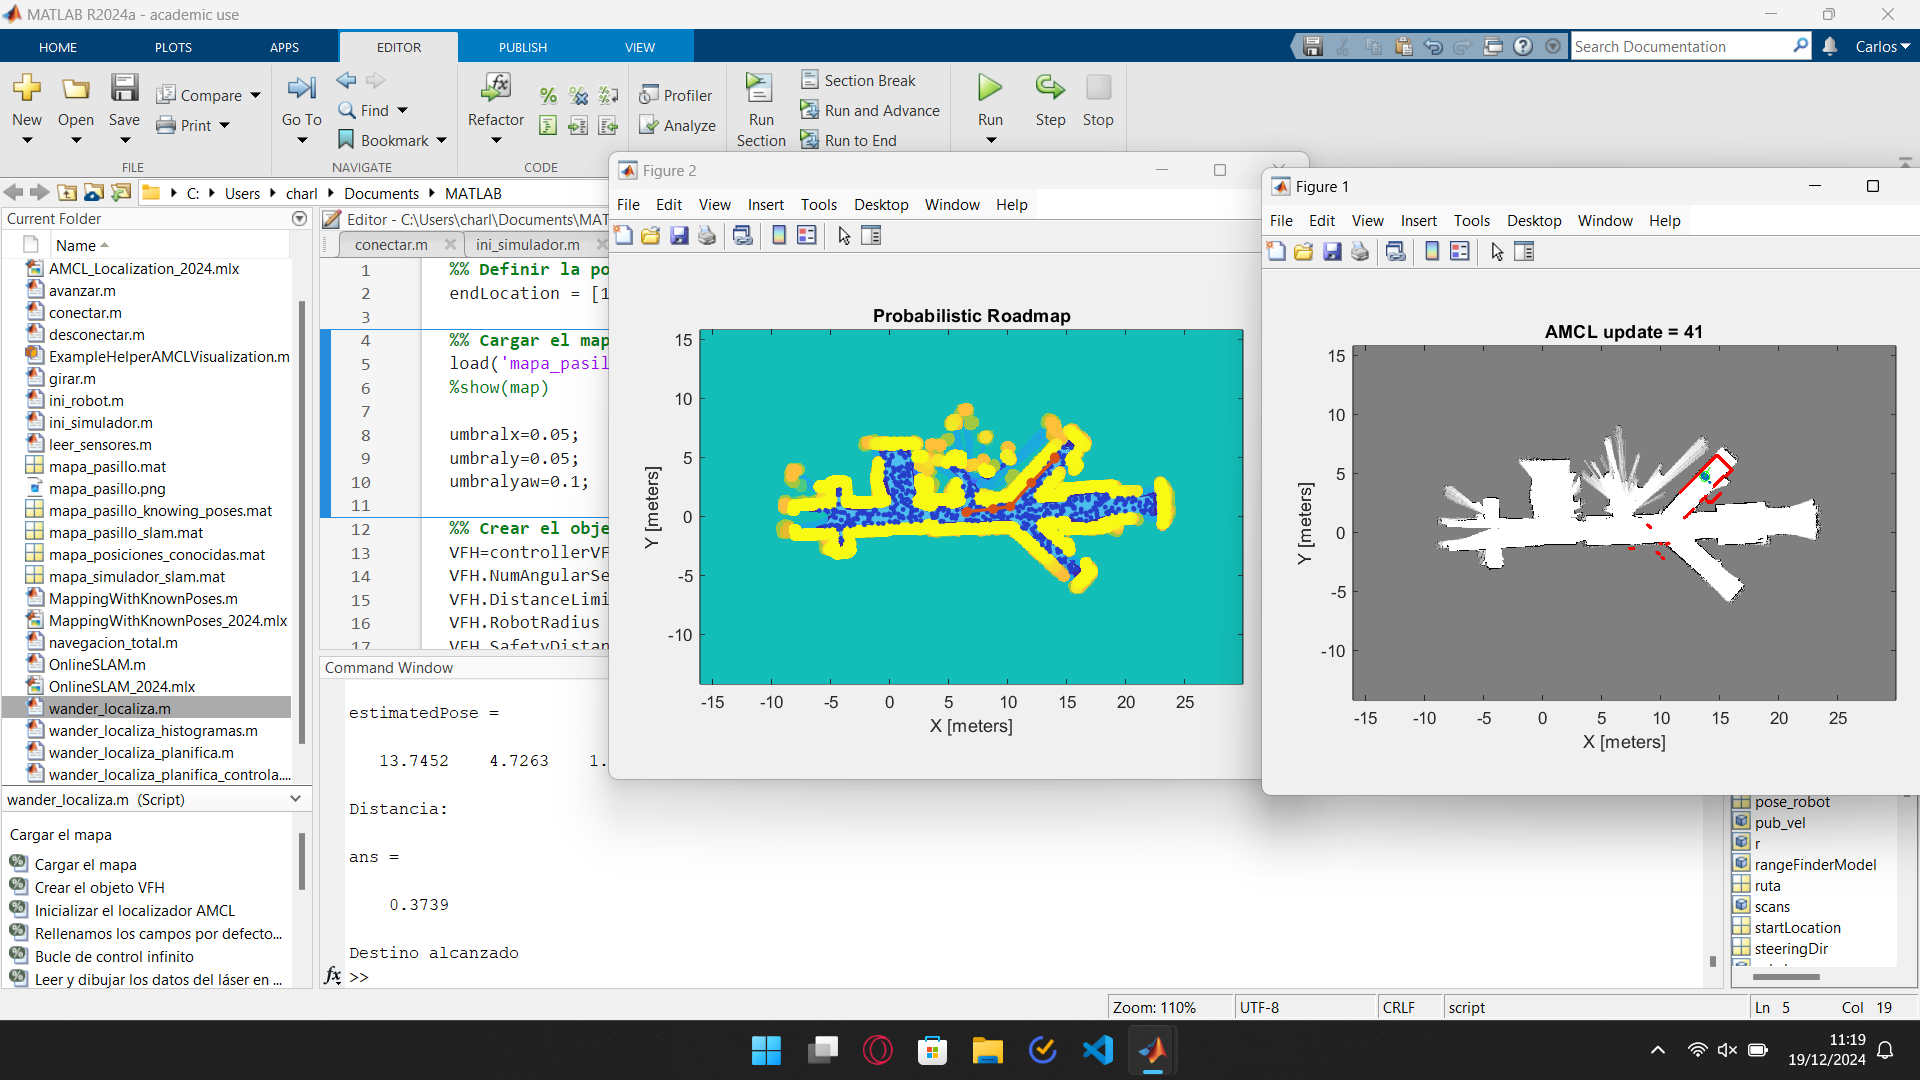 MATLAB R2024a - academic use
HOME PLOTS APPS EDITOR PUBLISH VIEW
Search Documentation
Carlos
New
Open
Save
Compare
Print
FILE
Go To
Find
Bookmark
NAVIGATE
Refactor
CODE
Profiler
Analyze
Run
Section
Section Break
Run and Advance
Run to End
Run
Step
Stop
C: Users charl Documents MATLAB
Current Folder
Name
AMCL_Localization_2024.mlx
avanzar.m
conectar.m
desconectar.m
ExampleHelperAMCLVisualization.m
girar.m
ini_robot.m
ini_simulador.m
leer_sensores.m
mapa_pasillo.mat
mapa_pasillo.png
mapa_pasillo_knowing_poses.mat
mapa_pasillo_slam.mat
mapa_posiciones_conocidas.mat
mapa_simulador_slam.mat
MappingWithKnownPoses.m
MappingWithKnownPoses_2024.mlx
navegacion_total.m
OnlineSLAM.m
OnlineSLAM_2024.mlx
wander_localiza.m
wander_localiza_histogramas.m
wander_localiza_planifica.m
wander_localiza_planifica_controla....
wander_localiza.m (Script)
Cargar el mapa
Cargar el mapa
Crear el objeto VFH
Inicializar el localizador AMCL
Rellenamos los campos por defecto...
Bucle de control infinito
Leer y dibujar los datos del láser en ...
Editor - C:\Users\charl\Documents\MAT
conectar.m
ini_simulador.m
1 %% Definir la po
2 endLocation = [1
3
4 %% Cargar el map
5 load('mapa_pasil
6 %show(map)
7
8 umbralx=0.05;
9 umbraly=0.05;
10 umbralyaw=0.1;
11
12 %% Crear el obje
13 VFH=controllerVF
14 VFH.NumAngularSe
15 VFH.DistanceLimi
16 VFH.RobotRadius
17 VFH.SafetyDistan
Command Window
estimatedPose =
13.7452 4.7263 1.
Distancia:
ans =
0.3739
Destino alcanzado
fx >>
Figure 2
File Edit View Insert Tools Desktop Window Help
Probabilistic Roadmap
15
10
5
0
-5
-10
Y [meters]
-15 -10 -5 0 5 10 15 20 25
X [meters]
Figure 1
File Edit View Insert Tools Desktop Window Help
AMCL update = 41
15
10
5
0
-5
-10
Y [meters]
-15 -10 -5 0 5 10 15 20 25
X [meters]
pose_robot
pub_vel
r
rangeFinderModel
ruta
scans
startLocation
steeringDir
Zoom: 110% UTF-8 CRLF script Ln 5 Col 19
11:19
19/12/2024